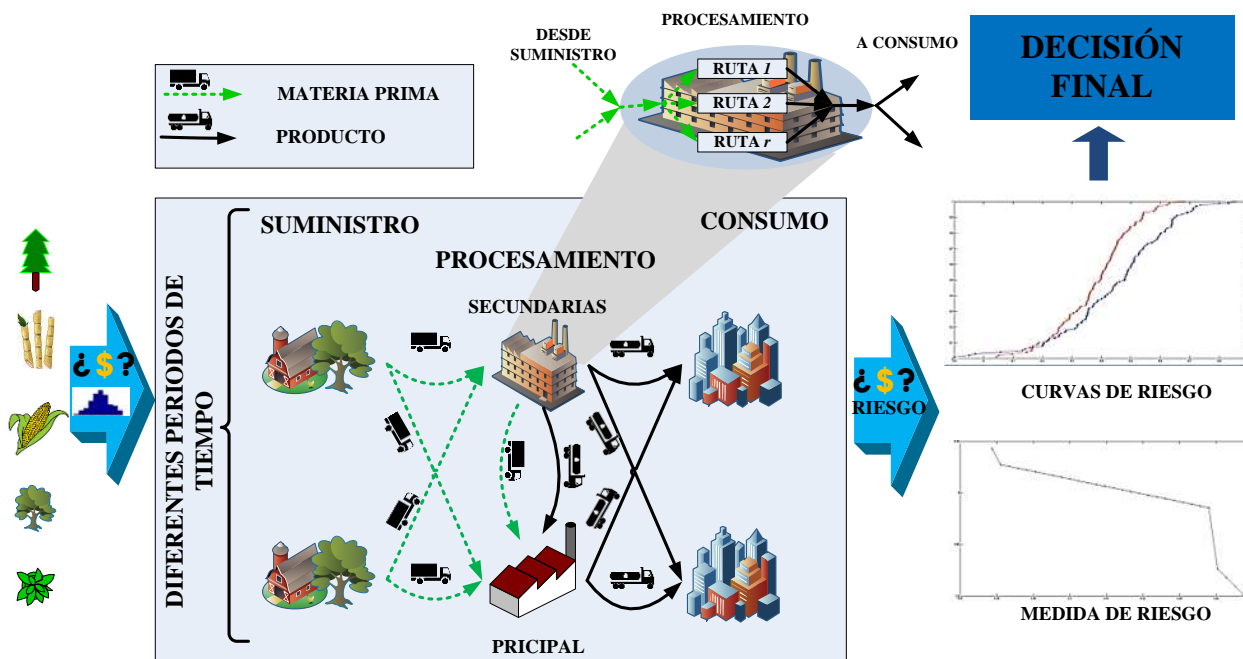 PROCESAMIENTO
DESDE
SUMINISTRO
A CONSUMO
RUTA 1
RUTA 2
RUTA r
DECISIÓN
FINAL
MATERIA PRIMA
PRODUCTO
SUMINISTRO
CONSUMO
PROCESAMIENTO
SECUNDARIAS
DIFERENTES PERIODOS DE
TIEMPO
¿$?
¿$?
RIESGO
CURVAS DE RIESGO
PRICIPAL
MEDIDA DE RIESGO